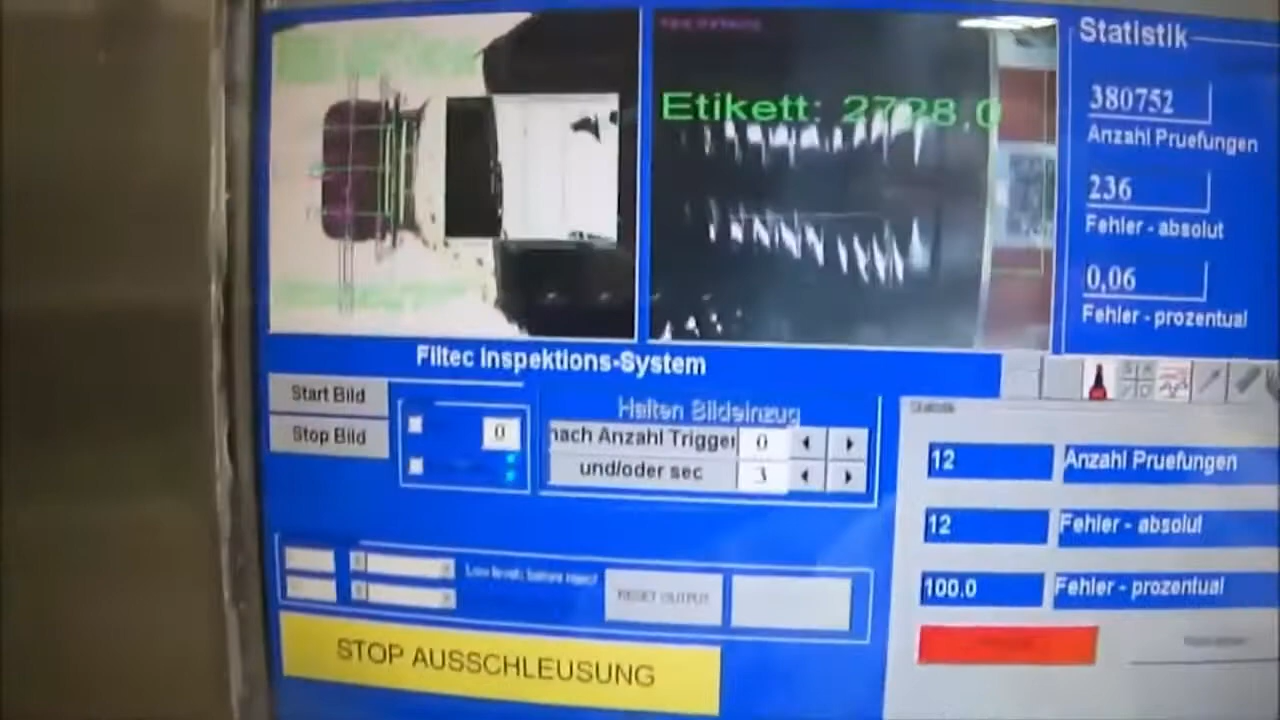 Etikett: 2728.0
Statistik
380752
Anzahl Pruefungen
236
Fehler - absolut
0,06
Fehler - prozentual
Filtec Inspektions-System
Start Bild
Stop Bild
0
Halten Bildeinzug
nach Anzahl Trigger
0
und/oder sec
3
Statistik
12
Anzahl Pruefungen
12
Fehler - absolut
100.0
Fehler - prozentual
RESET OUTPUT
STOP AUSSCHLEUSUNG